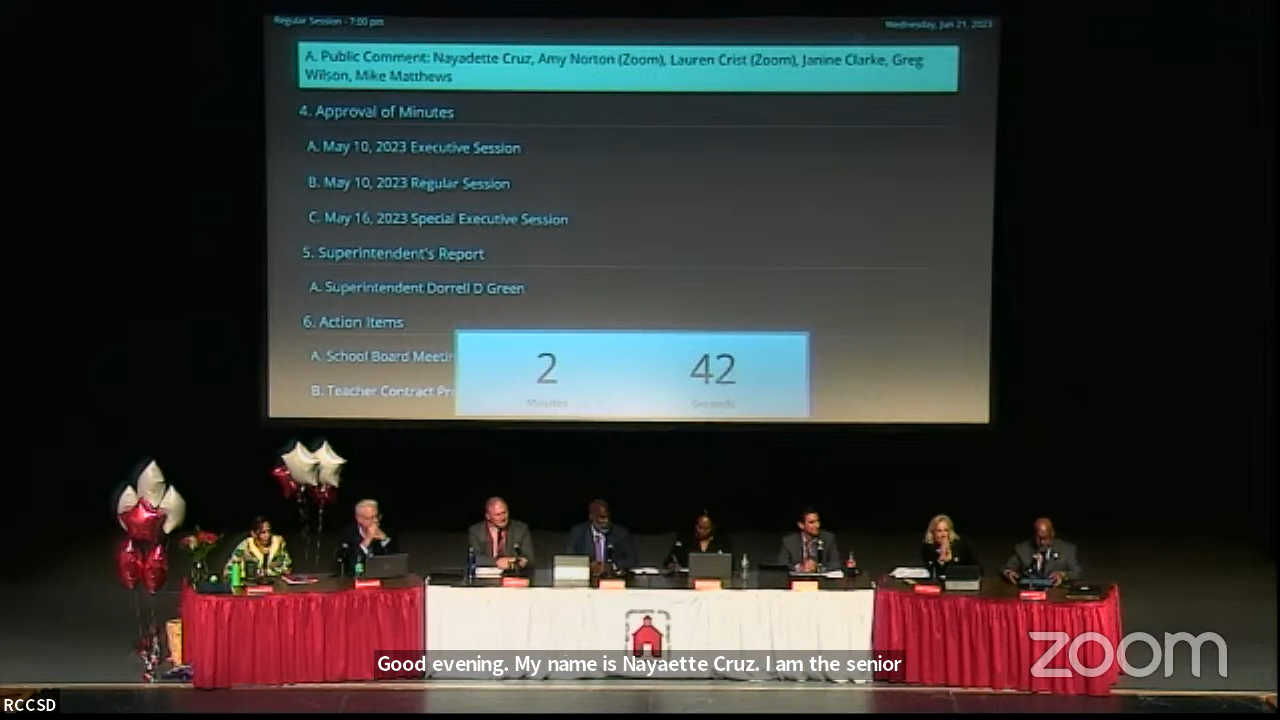 Regular Session - 7:00 pm
Wednesday, Jun 21, 2023
A. Public Comment: Nayadette Cruz, Amy Norton (Zoom), Lauren Crist (Zoom), Janine Clarke, Greg
Wilson, Mike Matthews
4. Approval of Minutes
A. May 10, 2023 Executive Session
B. May 10, 2023 Regular Session
C. May 16, 2023 Special Executive Session
5. Superintendent's Report
A. Superintendent Dorrell D Green
6. Action Items
A. School Board Meeti
B. Teacher Contract Pr
2 42
Minutes Seconds
Good evening. My name is Nayaette Cruz. I am the senior
zoom
RCCSD